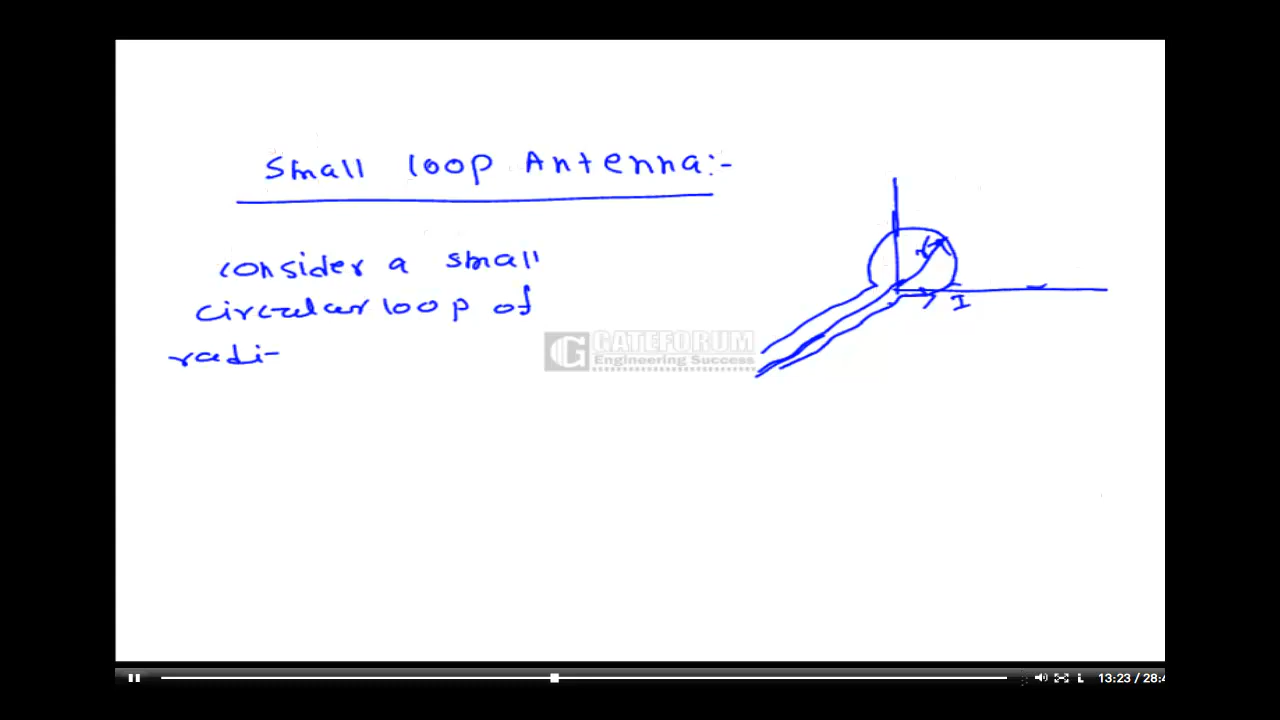 Small loop Antenna:-
consider a small
circular loop of
radi
r
I
GATEFORUM
Engineering Success
13:23 / 28:4